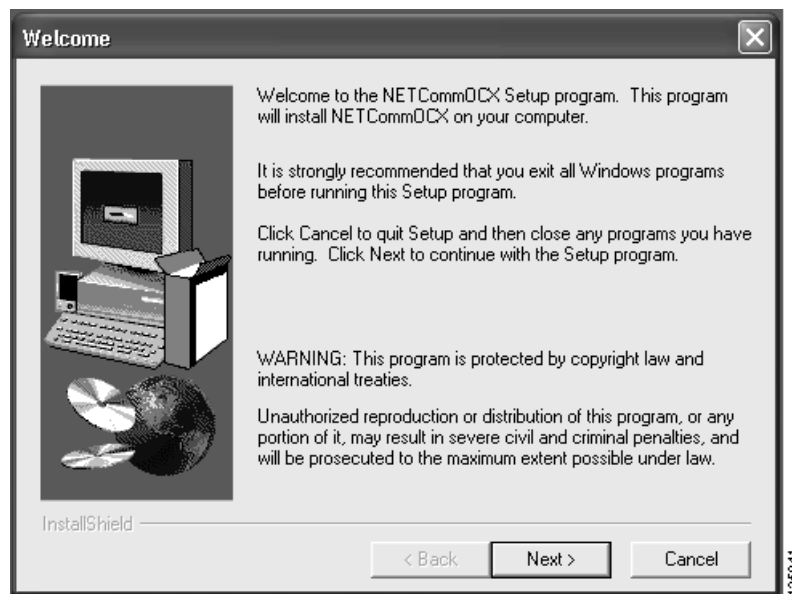 Welcome
Welcome to the NETCommOCX Setup program. This program
will install NETCommOCX on your computer.
It is strongly recommended that you exit all Windows programs
before running this Setup program.
Click Cancel to quit Setup and then close any programs you have
running. Click Next to continue with the Setup program.
WARNING: This program is protected by copyright law and
international treaties.
Unauthorized reproduction or distribution of this program, or any
portion of it, may result in severe civil and criminal penalties, and
will be prosecuted to the maximum extent possible under law.
InstallShield
< Back
Next >
Cancel